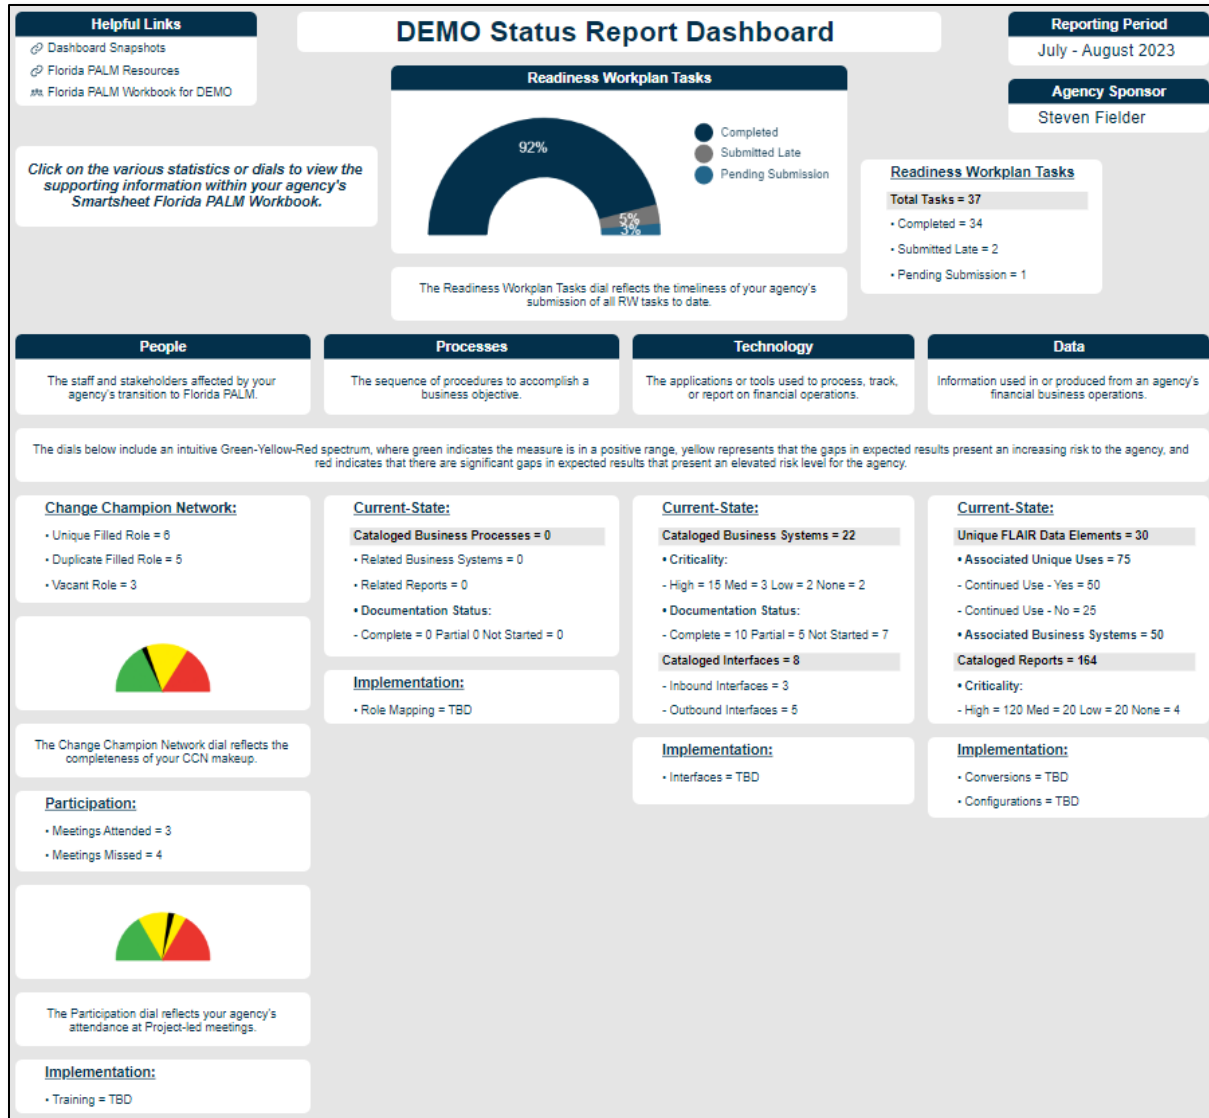 Helpful Links
Dashboard Snapshots
Florida PALM Resources
Florida PALM Workbook for DEMO
DEMO Status Report Dashboard
Reporting Period
July - August 2023
Agency Sponsor
Steven Fielder
Click on the various statistics or dials to view the
supporting information within your agency's
Smartsheet Florida PALM Workbook.
Readiness Workplan Tasks
92%
5%
3%
Completed
Submitted Late
Pending Submission
The Readiness Workplan Tasks dial reflects the timeliness of your agency's
submission of all RW tasks to date.
Readiness Workplan Tasks
Total Tasks = 37
• Completed = 34
• Submitted Late = 2
• Pending Submission = 1
People
The staff and stakeholders affected by your
agency's transition to Florida PALM.
Processes
The sequence of procedures to accomplish a
business objective.
Technology
The applications or tools used to process, track,
or report on financial operations.
Data
Information used in or produced from an agency's
financial business operations.
The dials below include an intuitive Green-Yellow-Red spectrum, where green indicates the measure is in a positive range, yellow represents that the gaps in expected results present an increasing risk to the agency, and
red indicates that there are significant gaps in expected results that present an elevated risk level for the agency.
Change Champion Network:
• Unique Filled Role = 6
• Duplicate Filled Role = 5
• Vacant Role = 3
The Change Champion Network dial reflects the
completeness of your CCN makeup.
Participation:
• Meetings Attended = 3
• Meetings Missed = 4
The Participation dial reflects your agency's
attendance at Project-led meetings.
Implementation:
• Training = TBD
Current-State:
Cataloged Business Processes = 0
• Related Business Systems = 0
• Related Reports = 0
• Documentation Status:
- Complete = 0 Partial 0 Not Started = 0
Implementation:
• Role Mapping = TBD
Current-State:
Cataloged Business Systems = 22
• Criticality:
- High = 15 Med = 3 Low = 2 None = 2
• Documentation Status:
- Complete = 10 Partial = 5 Not Started = 7
Cataloged Interfaces = 8
- Inbound Interfaces = 3
- Outbound Interfaces = 5
Implementation:
• Interfaces = TBD
Current-State:
Unique FLAIR Data Elements = 30
• Associated Unique Uses = 75
- Continued Use - Yes = 50
- Continued Use - No = 25
• Associated Business Systems = 50
Cataloged Reports = 164
• Criticality:
- High = 120 Med = 20 Low = 20 None = 4
Implementation:
• Conversions = TBD
• Configurations = TBD